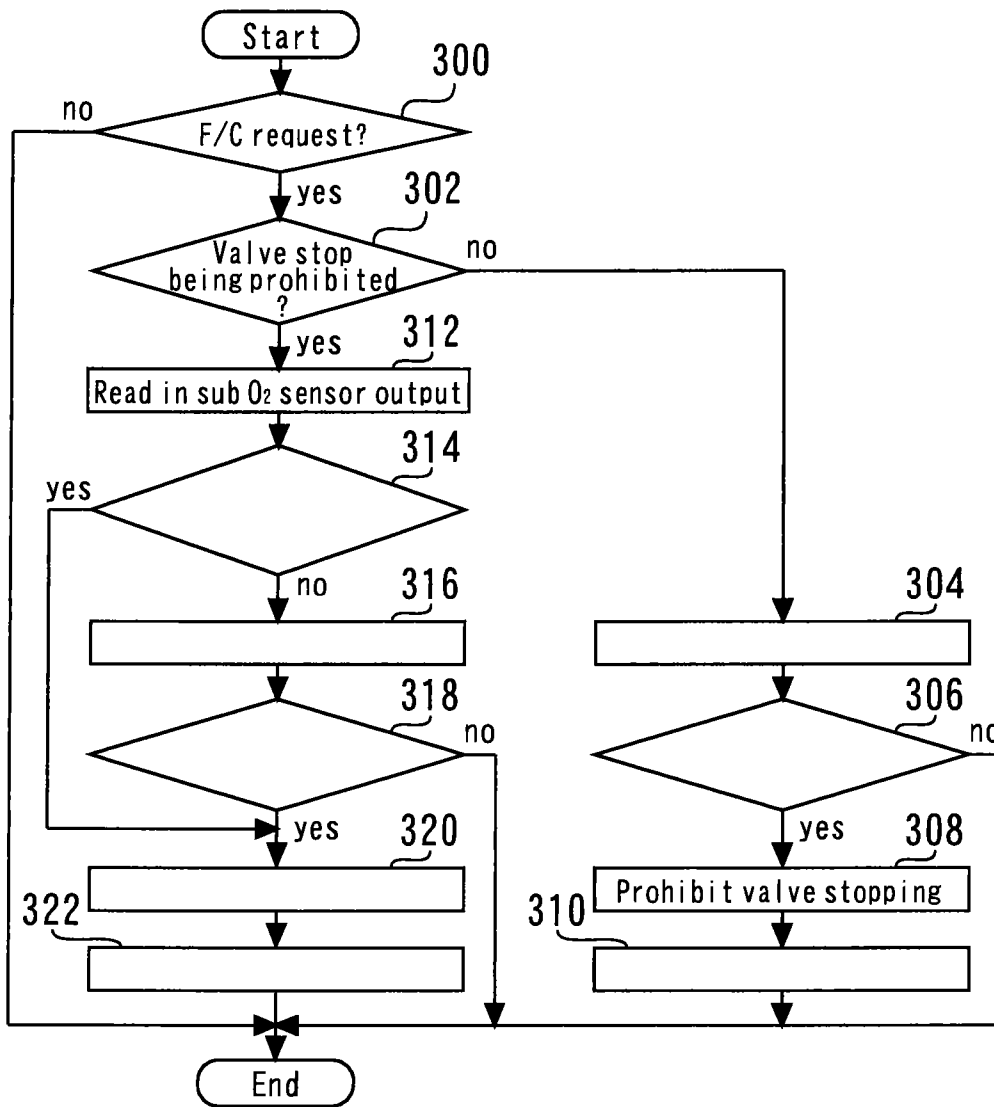 Start
300
no
F/C request?
yes
302
Valve stop
being prohibited
?
no
yes
312
Read in sub O₂ sensor output
314
yes
no
316
304
318
no
306
no
yes
320
yes
308
Prohibit valve stopping
322
310
End